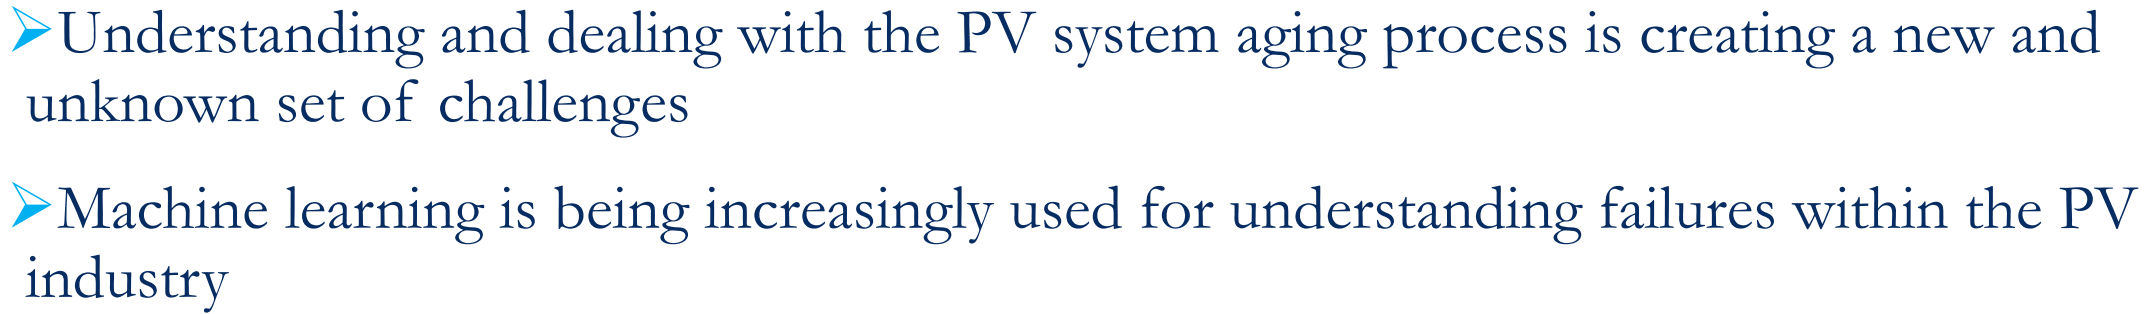 ➢Understanding and dealing with the PV system aging process is creating a new and
unknown set of challenges
➢Machine learning is being increasingly used for understanding failures within the PV
industry